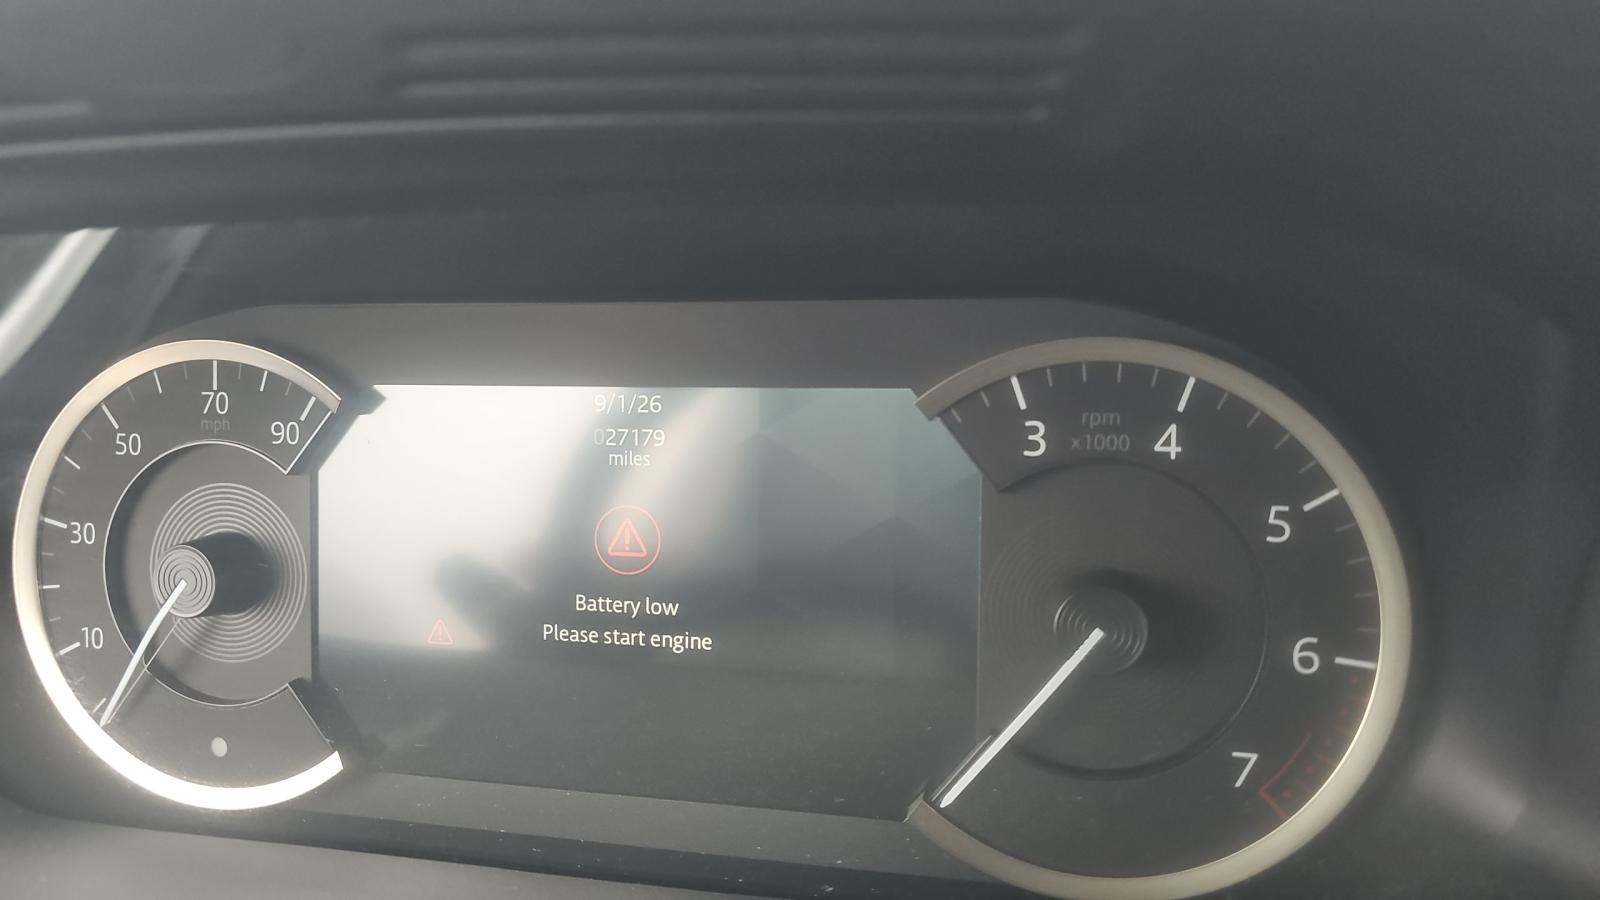 9/1/26
027179
miles
Battery low
Please start engine
10
30
50
70
mph
90
3
rpm
x1000
4
5
6
7